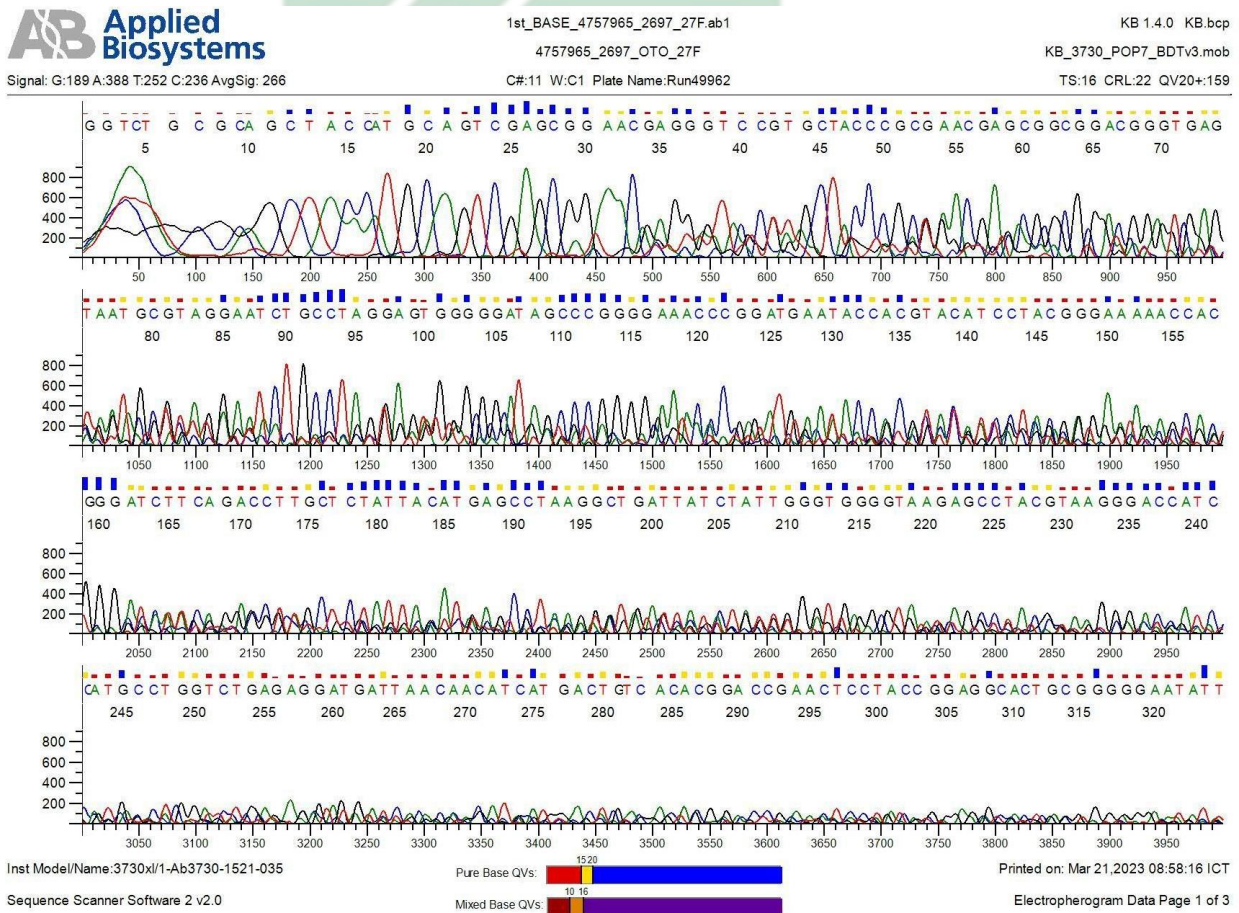 AB Applied
Biosystems
1st_BASE_4757965_2697_27F.ab1
KB 1.4.0 KB.bcp
4757965_2697_OTO_27F
KB_3730_POP7_BDTv3.mob
Signal: G:189 A:388 T:252 C:236 AvgSig: 266
C#:11 W:C1 Plate Name:Run49962
TS:16 CRL:22 QV20+:159
G G TCT G C GCA G C T A C CAT G C A G T C G A G C G G A A C G A G G G T C C G T G C T A C C C G C G A A C G A G C G G C G G A C G G G T G A G
5 10 15 20 25 30 35 40 45 50 55 60 65 70
800
600
400
200
50 100 150 200 250 300 350 400 450 500 550 600 650 700 750 800 850 900 950
TAAT GCGTAGGAATCTGCCTAGGAGTGGGGGATAGCCCGGGGAAACCCGGATGAATACCACGTACATCCTACGGGAAAAACCAC
80 85 90 95 100 105 110 115 120 125 130 135 140 145 150 155
800
600
400
200
1050 1100 1150 1200 1250 1300 1350 1400 1450 1500 1550 1600 1650 1700 1750 1800 1850 1900 1950
GGGATCTTCAGACCTTGCTCTATTACATGAGCCTAAGGCTGATTATCTATTGGGTGGGGTAAGAGCCTACGTAAGGGACCATC
160 165 170 175 180 185 190 195 200 205 210 215 220 225 230 235 240
800
600
400
200
2050 2100 2150 2200 2250 2300 2350 2400 2450 2500 2550 2600 2650 2700 2750 2800 2850 2900 2950
CATGCCT GGTCTGAGAGGATGATTAACAACATCAT GACTGTC ACACGGA CCGAACTCCTACC GGAGGCACTGCGGGGGAATATT
245 250 255 260 265 270 275 280 285 290 295 300 305 310 315 320
800
600
400
200
3050 3100 3150 3200 3250 3300 3350 3400 3450 3500 3550 3600 3650 3700 3750 3800 3850 3900 3950
Inst Model/Name:3730xl/1-Ab3730-1521-035
Pure Base QVs:
15 20
Printed on: Mar 21,2023 08:58:16 ICT
Sequence Scanner Software 2 v2.0
Mixed Base QVs:
10 16
Electropherogram Data Page 1 of 3